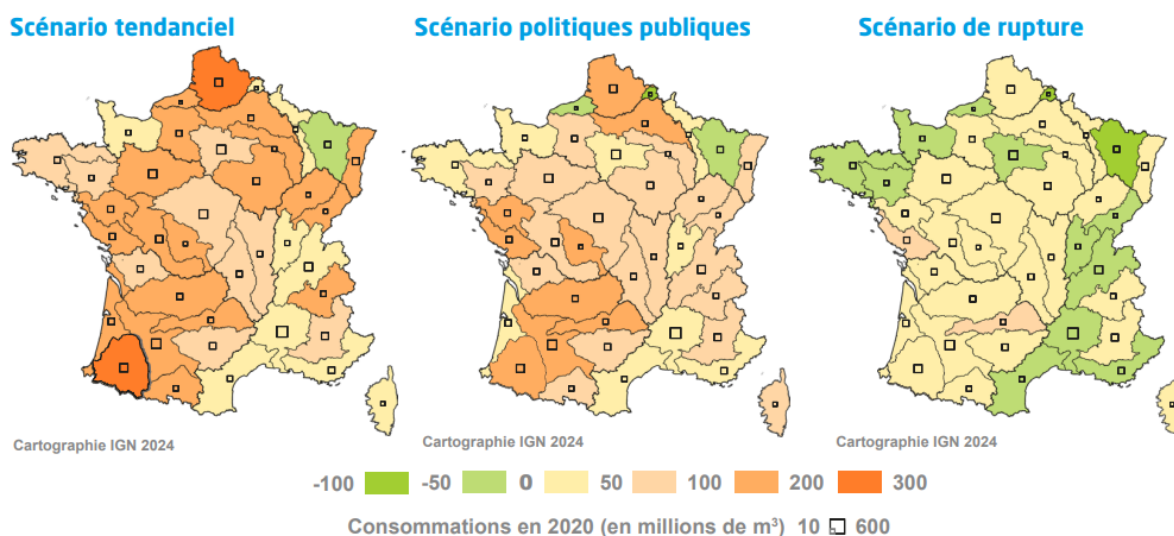 Scénario tendanciel
Scénario politiques publiques
Scénario de rupture
Cartographie IGN 2024
Cartographie IGN 2024
Cartographie IGN 2024
-100 -50 0 50 100 200 300
Consommations en 2020 (en millions de m³) 10 600